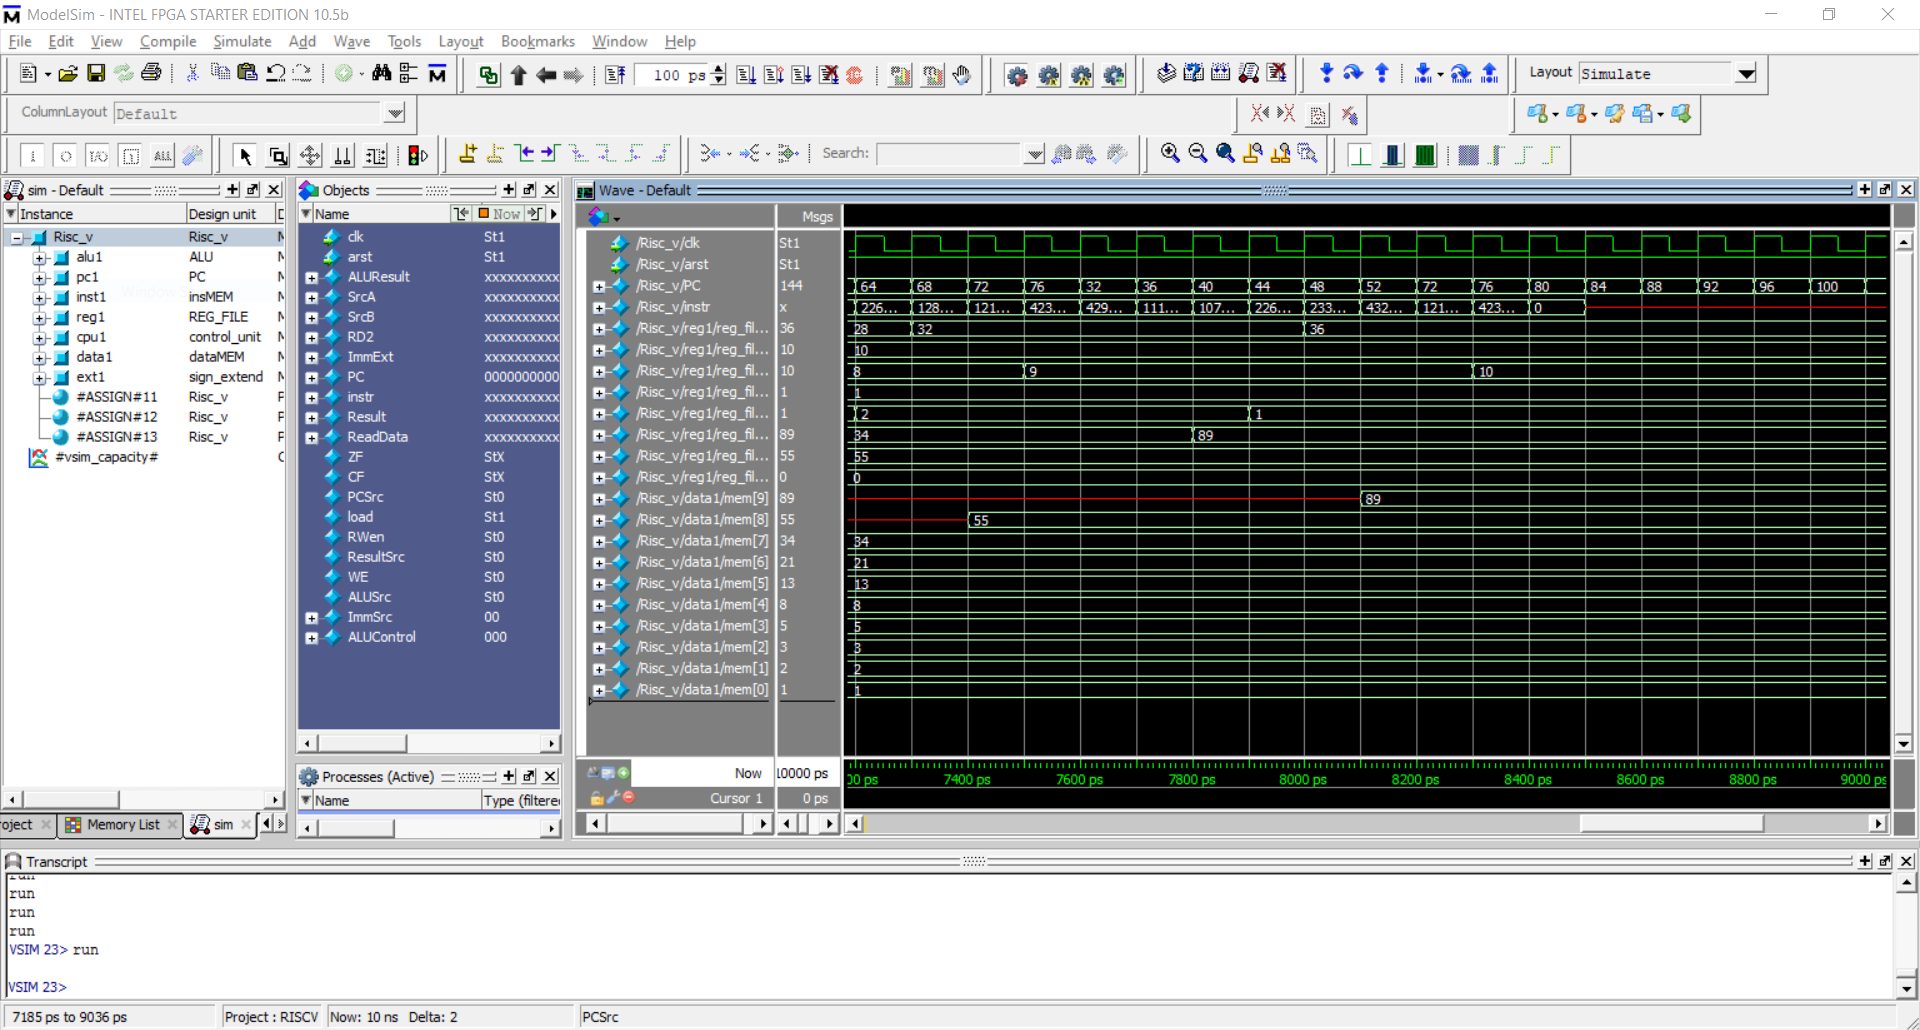 ModelSim - INTEL FPGA STARTER EDITION 10.5b
File Edit View Compile Simulate Add Wave Tools Layout Bookmarks Window Help
100 ps
Layout Simulate
ColumnLayout Default
ALL
Search:
sim - Default
Instance Design unit
Risc_v Risc_v
alu1 ALU
pc1 PC
inst1 insMEM
reg1 REG_FILE
cpu1 control_unit
data1 dataMEM
ext1 sign_extend
#ASSIGN#11 Risc_v
#ASSIGN#12 Risc_v
#ASSIGN#13 Risc_v
#vsim_capacity#
roject Memory List sim
Objects
Name Now
clk St1
arst St1
ALUResult xxxxxxxxxx
SrcA xxxxxxxxxx
SrcB xxxxxxxxxx
RD2 xxxxxxxxxx
ImmExt xxxxxxxxxx
PC 0000000000
instr xxxxxxxxxx
Result xxxxxxxxxx
ReadData xxxxxxxxxx
ZF StX
CF StX
PCSrc St0
load St1
RWen St0
ResultSrc St0
WE St0
ALUSrc St0
ImmSrc 00
ALUControl 000
Processes (Active)
Name Type (filtere
Wave - Default
Msgs
/Risc_v/clk St1
/Risc_v/arst St1
/Risc_v/PC 144 64 68 72 76 32 36 40 44 48 52 72 76 80 84 88 92 96 100
/Risc_v/instr x 226... 128... 121... 423... 429... 111... 107... 226... 233... 432... 121... 423... 0
/Risc_v/reg1/reg_fil... 36 28 32 36
/Risc_v/reg1/reg_fil... 10 10
/Risc_v/reg1/reg_fil... 10 8 9 10
/Risc_v/reg1/reg_fil... 1 1
/Risc_v/reg1/reg_fil... 1 2 1
/Risc_v/reg1/reg_fil... 89 34 89
/Risc_v/reg1/reg_fil... 55 55
/Risc_v/reg1/reg_fil... 0 0
/Risc_v/data1/mem[9] 89 89
/Risc_v/data1/mem[8] 55 55
/Risc_v/data1/mem[7] 34 34
/Risc_v/data1/mem[6] 21 21
/Risc_v/data1/mem[5] 13 13
/Risc_v/data1/mem[4] 8 8
/Risc_v/data1/mem[3] 5 5
/Risc_v/data1/mem[2] 3 3
/Risc_v/data1/mem[1] 2 2
/Risc_v/data1/mem[0] 1 1
Now 10000 ps 00 ps 7400 ps 7600 ps 7800 ps 8000 ps 8200 ps 8400 ps 8600 ps 8800 ps 9000 ps
Cursor 1 0 ps
Transcript
run
run
run
run
VSIM 23> run
VSIM 23>
7185 ps to 9036 ps Project : RISCV Now: 10 ns Delta: 2 PCSrc